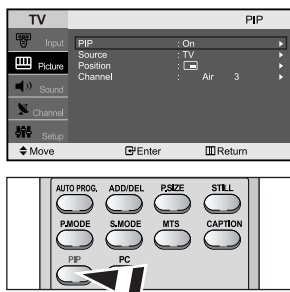 TV PIP
Input
Picture
Sound
Channel
Setup
PIP : On
Source : TV
Position :
Channel : Air 3
Move Enter Return
AUTO PROG. ADD/DEL P.SIZE STILL
P.MODE S.MODE MTS CAPTION
PIP PC